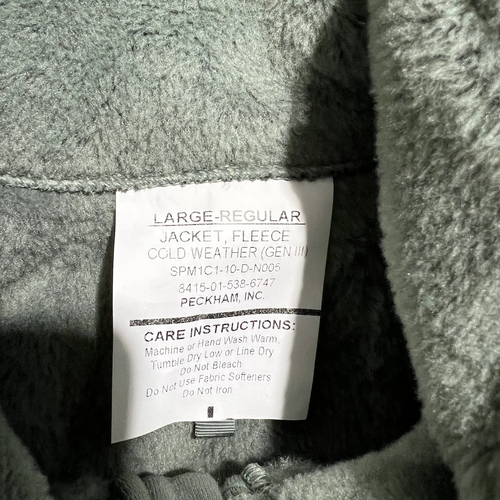 LARGE-REGULAR
JACKET, FLEECE
COLD WEATHER (GEN III)
SPM1C1-10-D-N005
8415-01-538-6747
PECKHAM, INC.
CARE INSTRUCTIONS:
Machine or Hand Wash Warm,
Tumble Dry Low or Line Dry
Do Not Bleach
Do Not Use Fabric Softeners
Do Not Iron